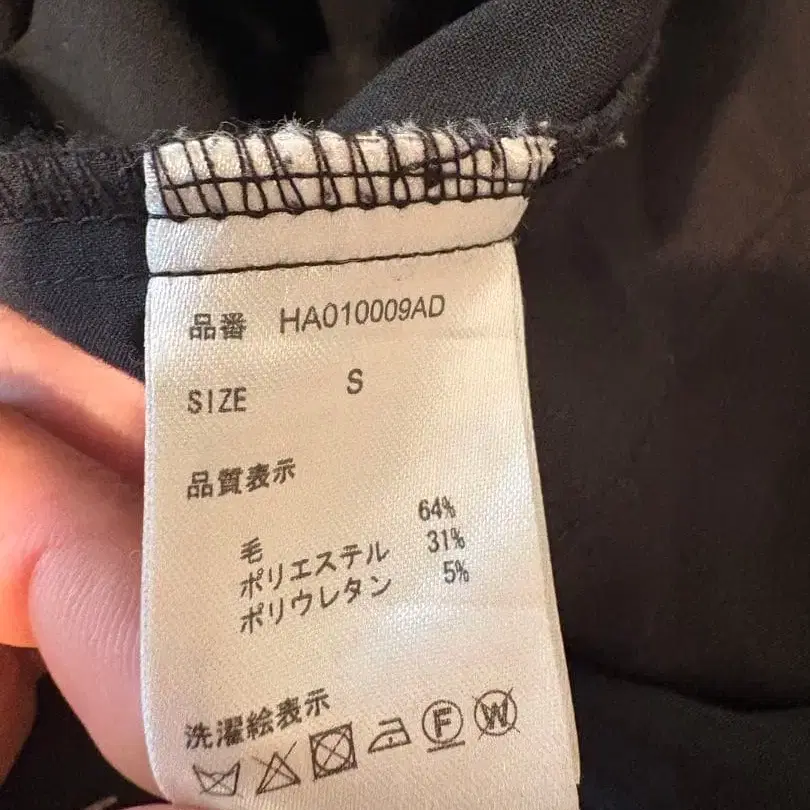 品番 HA010009AD
SIZE S
品質表示
毛 64%
ポリエステル 31%
ポリウレタン 5%
洗濯絵表示
F W